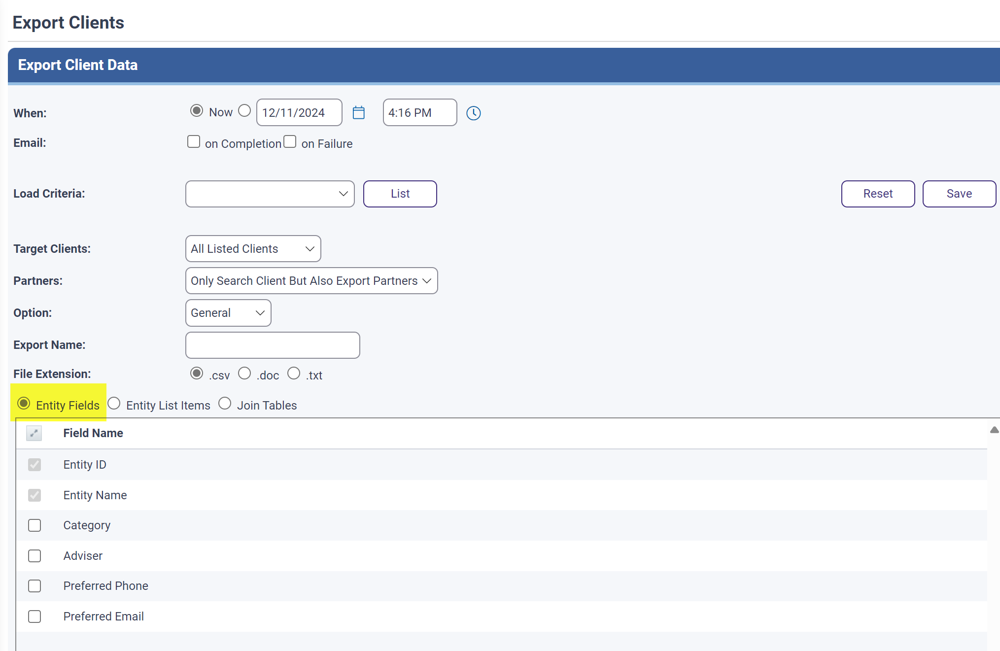 Export Clients
Export Client Data
When: Now 12/11/2024 4:16 PM
Email: on Completion on Failure
Load Criteria: List Reset Save
Target Clients: All Listed Clients
Partners: Only Search Client But Also Export Partners
Option: General
Export Name:
File Extension: .csv .doc .txt
Entity Fields Entity List Items Join Tables
Field Name
Entity ID
Entity Name
Category
Adviser
Preferred Phone
Preferred Email